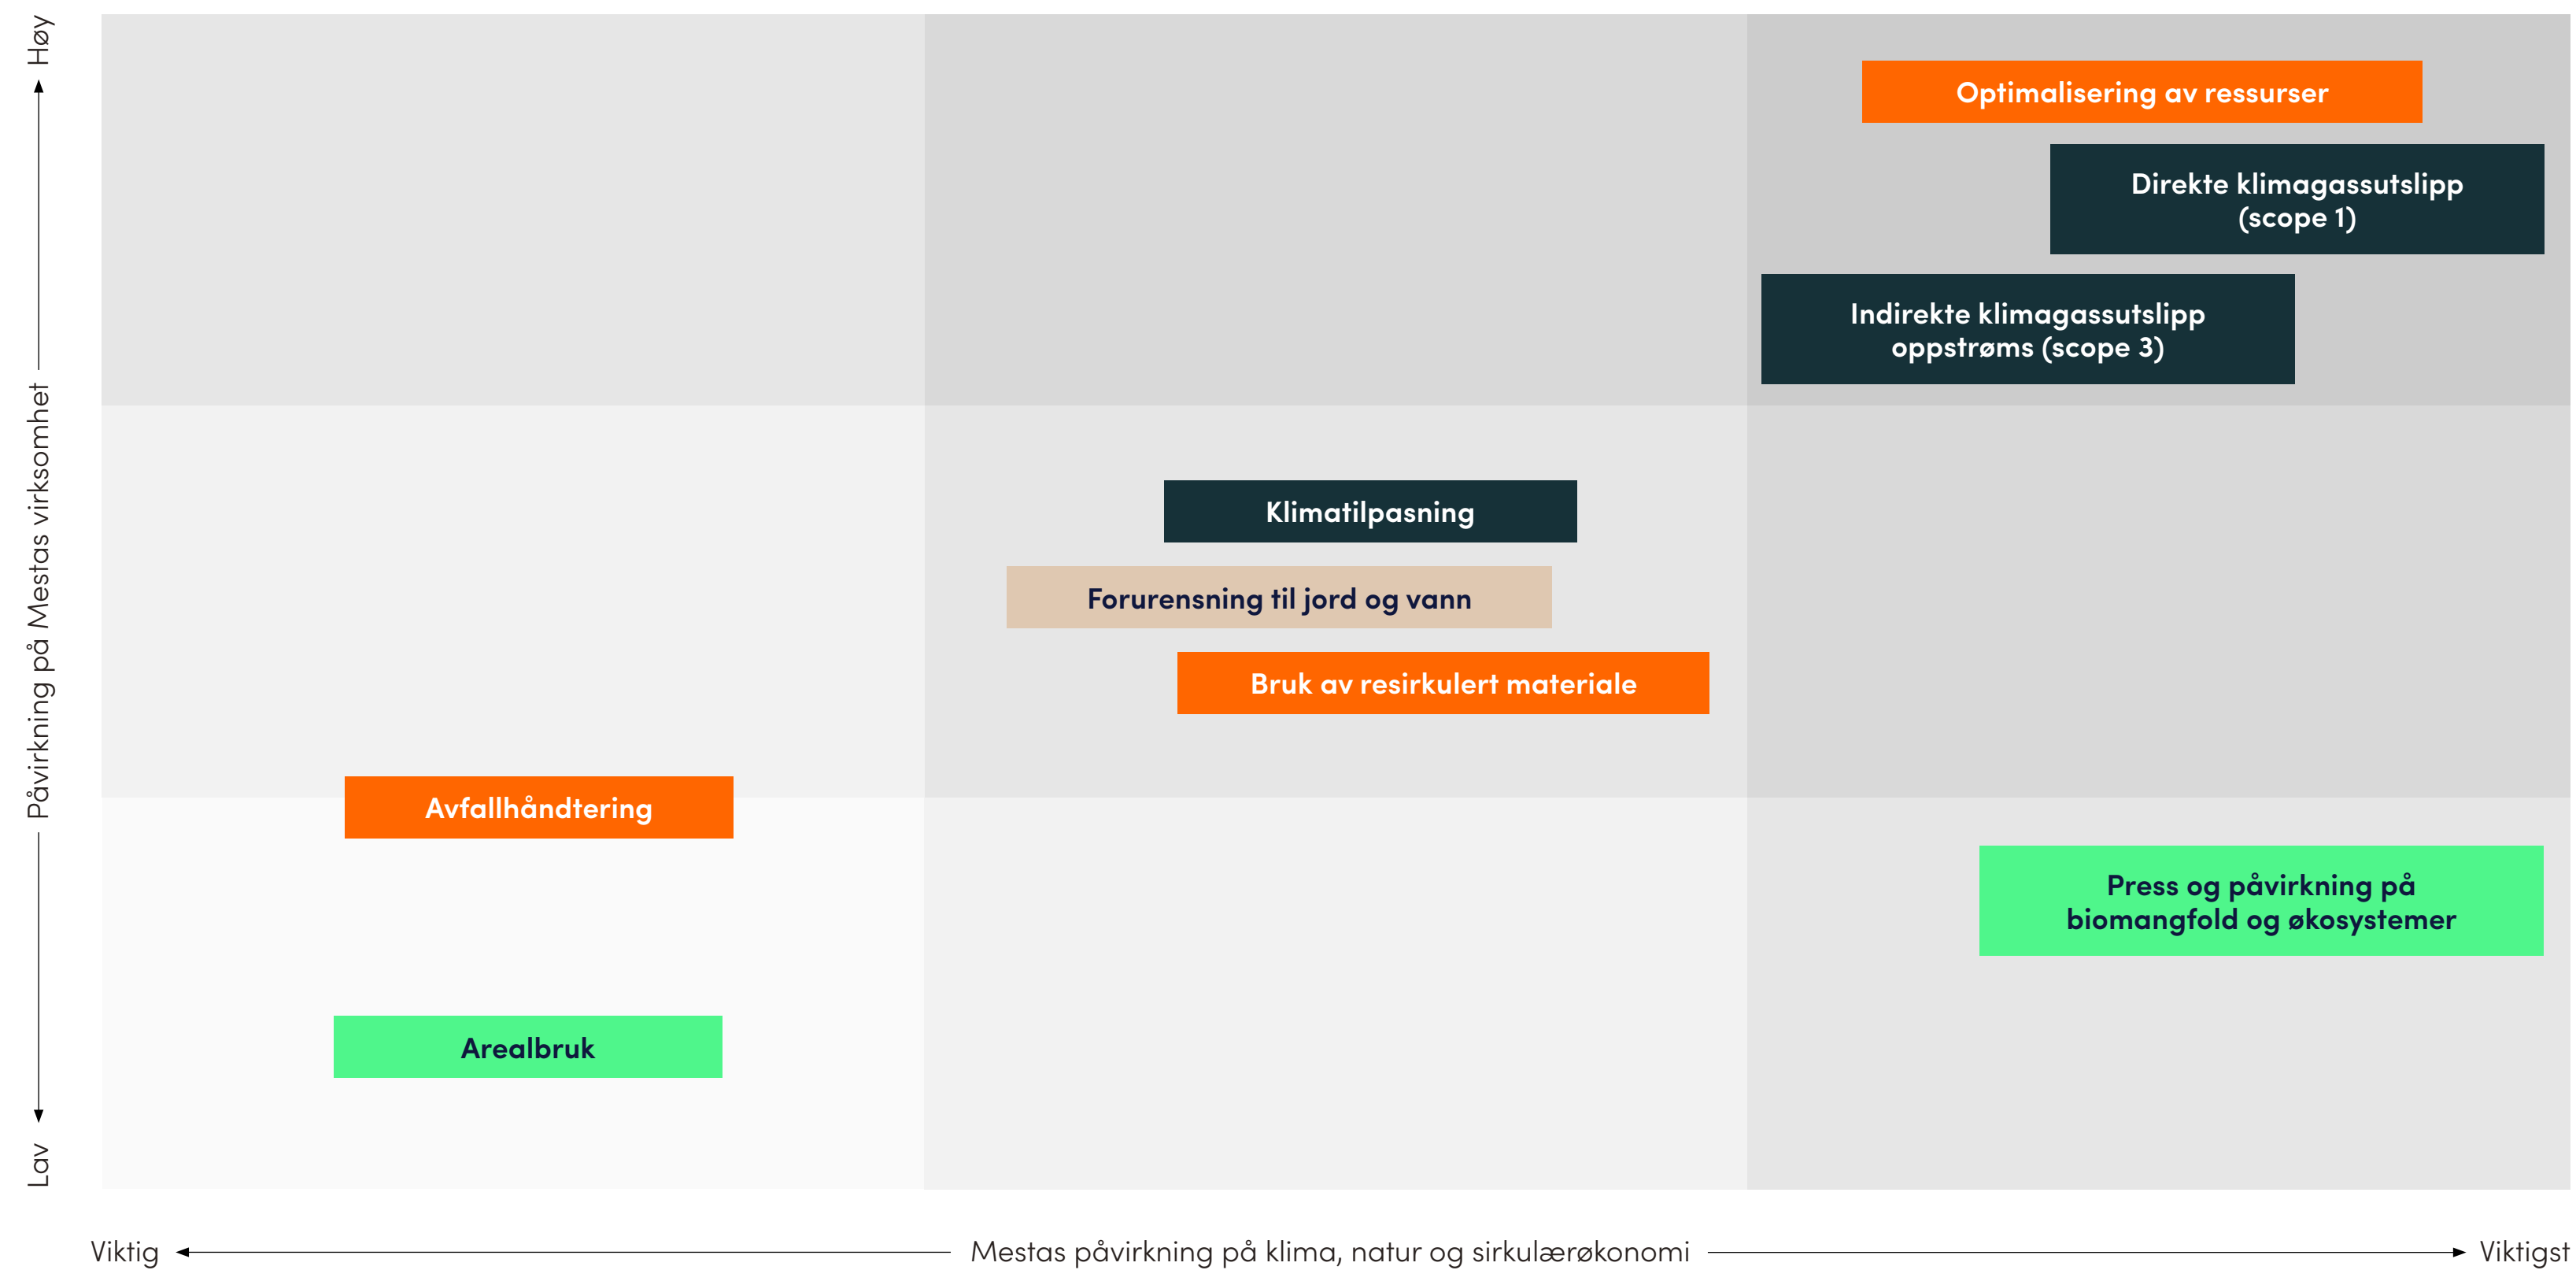 Høy
Påvirkning på Mestas virksomhet
Lav
Optimalisering av ressurser
Direkte klimagassutslipp
(scope 1)
Indirekte klimagassutslipp
oppstrøms (scope 3)
Klimatilpasning
Forurensning til jord og vann
Bruk av resirkulert materiale
Avfallhåndtering
Press og påvirkning på
biomangfold og økosystemer
Arealbruk
Viktig
Mestas påvirkning på klima, natur og sirkulærøkonomi
Viktigst